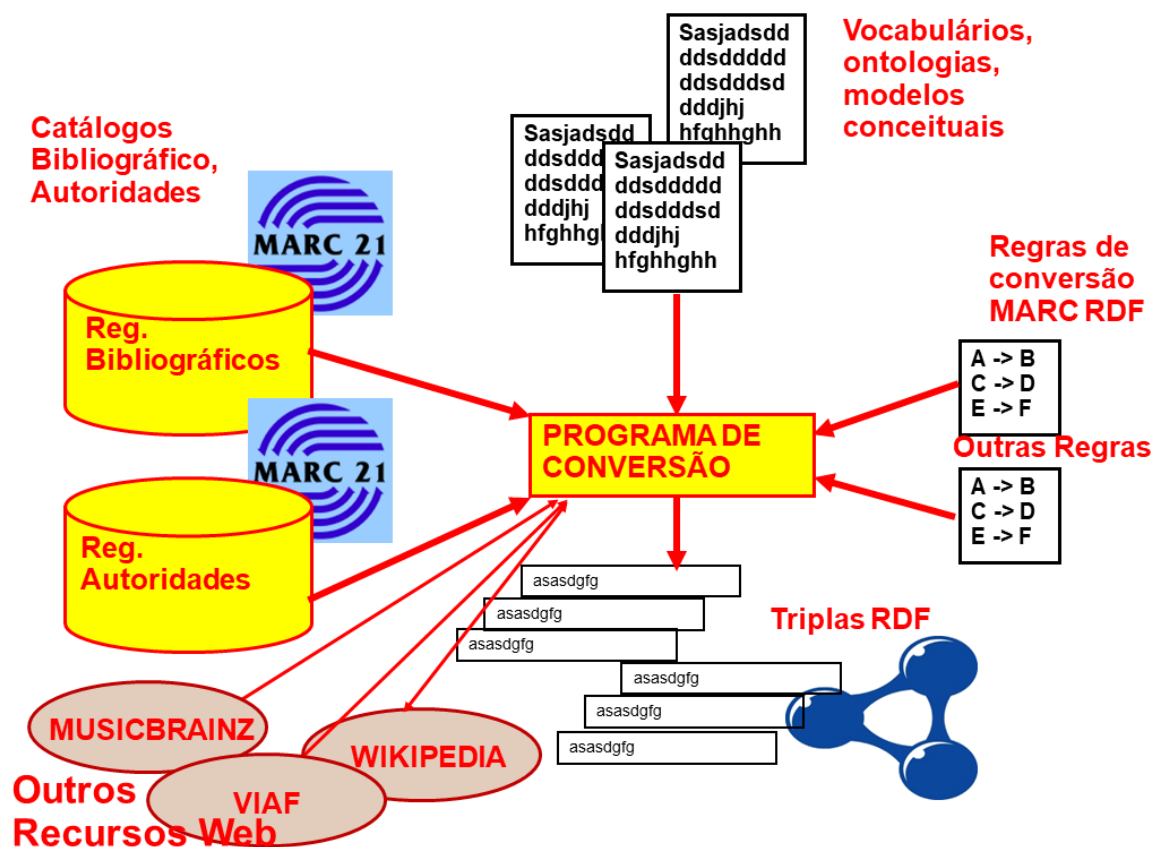 Catálogos
Bibliográfico,
Autoridades
MARC 21
Reg.
Bibliográficos
MARC 21
Reg.
Autoridades
Sasjadsdd
ddsddddd
ddsdddsd
dddjhj
hfghhghh
Sasjadsdd
ddsddd
ddsddd
dddjhj
hfghhgh
Sasjadsdd
ddsddddd
ddsdddsd
dddjhj
hfghhghh
Vocabulários,
ontologias,
modelos
conceituais
Regras de
conversão
MARC RDF
A -> B
C -> D
E -> F
Outras Regras
A -> B
C -> D
E -> F
PROGRAMA DE
CONVERSÃO
asasdgfg
asasdgfg
asasdgfg
asasdgfg
asasdgfg
asasdgfg
Triplas RDF
MUSICBRAINZ
WIKIPEDIA
VIAF
Outros
Recursos Web